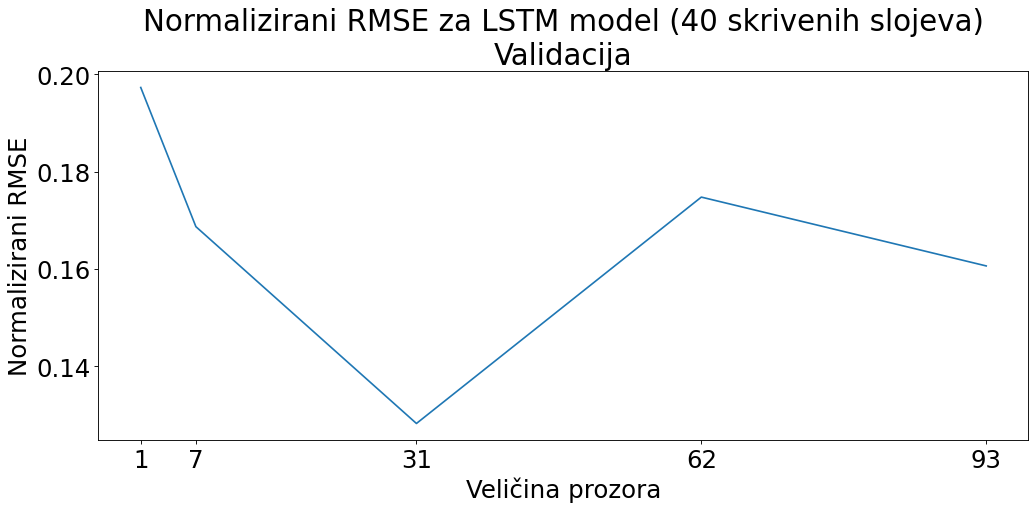 Normalizirani RMSE za LSTM model (40 skrivenih slojeva)
Validacija
Normalizirani RMSE
0.20
0.18
0.16
0.14
1 7 31 62 93
Veličina prozora